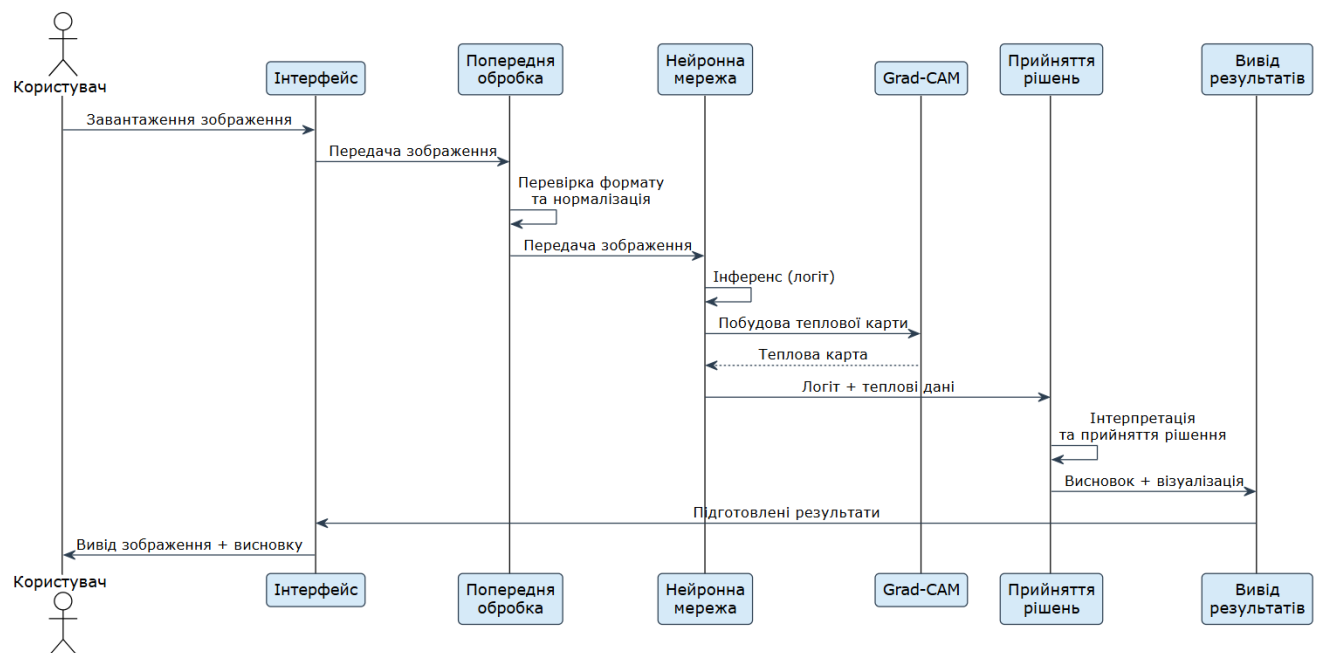 Користувач
Інтерфейс
Попередня
обробка
Нейронна
мережа
Grad-CAM
Прийняття
рішень
Вивід
результатів
Завантаження зображення
Передача зображення
Перевірка формату
та нормалізація
Передача зображення
Інференс (логіт)
Побудова теплової карти
Теплова карта
Логіт + теплові дані
Інтерпретація
та прийняття рішення
Висновок + візуалізація
Підготовлені результати
Вивід зображення + висновку
Користувач
Інтерфейс
Попередня
обробка
Нейронна
мережа
Grad-CAM
Прийняття
рішень
Вивід
результатів